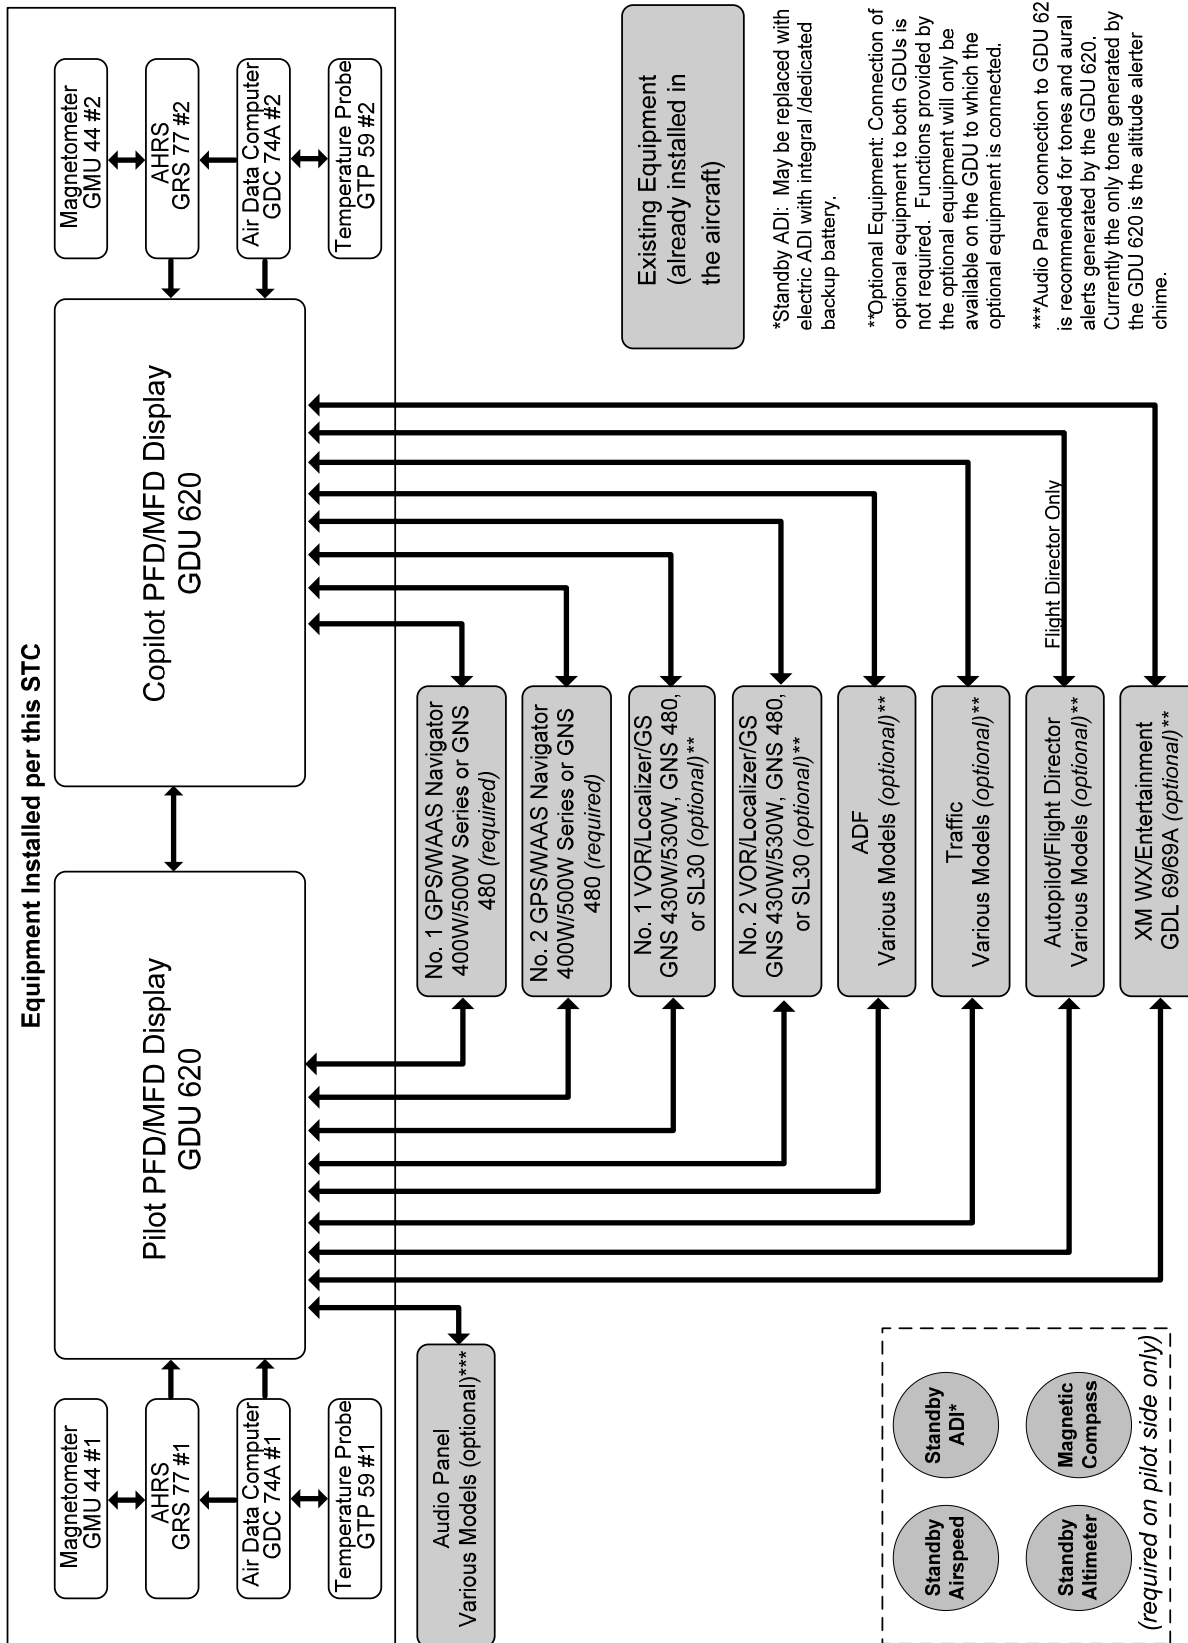 Equipment Installed per this STC
Magnetometer
GMU 44 #1
AHRS
GRS 77 #1
Air Data Computer
GDC 74A #1
Temperature Probe
GTP 59 #1
Pilot PFD/MFD Display
GDU 620
Copilot PFD/MFD Display
GDU 620
Magnetometer
GMU 44 #2
AHRS
GRS 77 #2
Air Data Computer
GDC 74A #2
Temperature Probe
GTP 59 #2
Audio Panel
Various Models (optional)***
No. 1 GPS/WAAS Navigator
400W/500W Series or GNS
480 (required)
No. 2 GPS/WAAS Navigator
400W/500W Series or GNS
480 (required)
No. 1 VOR/Localizer/GS
GNS 430W/530W, GNS 480,
or SL30 (optional)**
No. 2 VOR/Localizer/GS
GNS 430W/530W, GNS 480,
or SL30 (optional)**
ADF
Various Models (optional)**
Traffic
Various Models (optional)**
Autopilot/Flight Director
Various Models (optional)**
Flight Director Only
XM WX/Entertainment
GDL 69/69A (optional)**
Standby
Airspeed
Standby
ADI*
Standby
Altimeter
Magnetic
Compass
(required on pilot side only)
Existing Equipment
(already installed in
the aircraft)
*Standby ADI: May be replaced with
electric ADI with integral /dedicated
backup battery.
**Optional Equipment: Connection of
optional equipment to both GDUs is
not required. Functions provided by
the optional equipment will only be
available on the GDU to which the
optional equipment is connected.
***Audio Panel connection to GDU 62
is recommended for tones and aural
alerts generated by the GDU 620.
Currently the only tone generated by
the GDU 620 is the altitude alerter
chime.